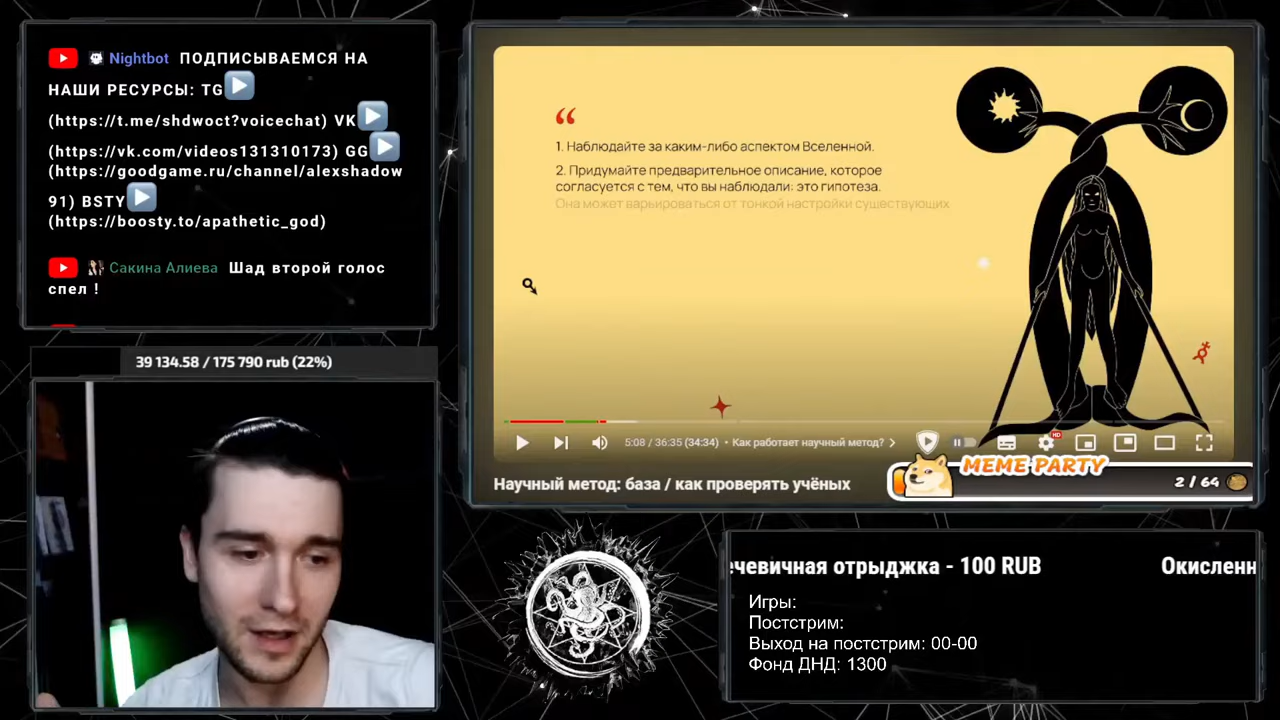 Nightbot ПОДПИСЫВАЕМСЯ НА
НАШИ РЕСУРСЫ: TG
(https://t.me/shdwoct?voicechat) VK
(https://vk.com/videos131310173) GG
(https://goodgame.ru/channel/alexshadow
91) BSTY
(https://boosty.to/apathetic_god)
Сакина Алиева Шад второй голос
спел !
39 134.58 / 175 790 rub (22%)
“
1. Наблюдайте за каким-либо аспектом Вселенной.
2. Придумайте предварительное описание, которое
согласуется с тем, что вы наблюдали: это гипотеза.
Она может варьироваться от тонкой настройки существующих
5:08 / 36:35 (34:34) • Как работает научный метод?
HD
Научный метод: база / как проверять учёных
MEME PARTY
2 / 64
чевичная отрыджка - 100 RUB
Окисленн
Игры:
Постстрим:
Выход на постстрим: 00-00
Фонд ДНД: 1300